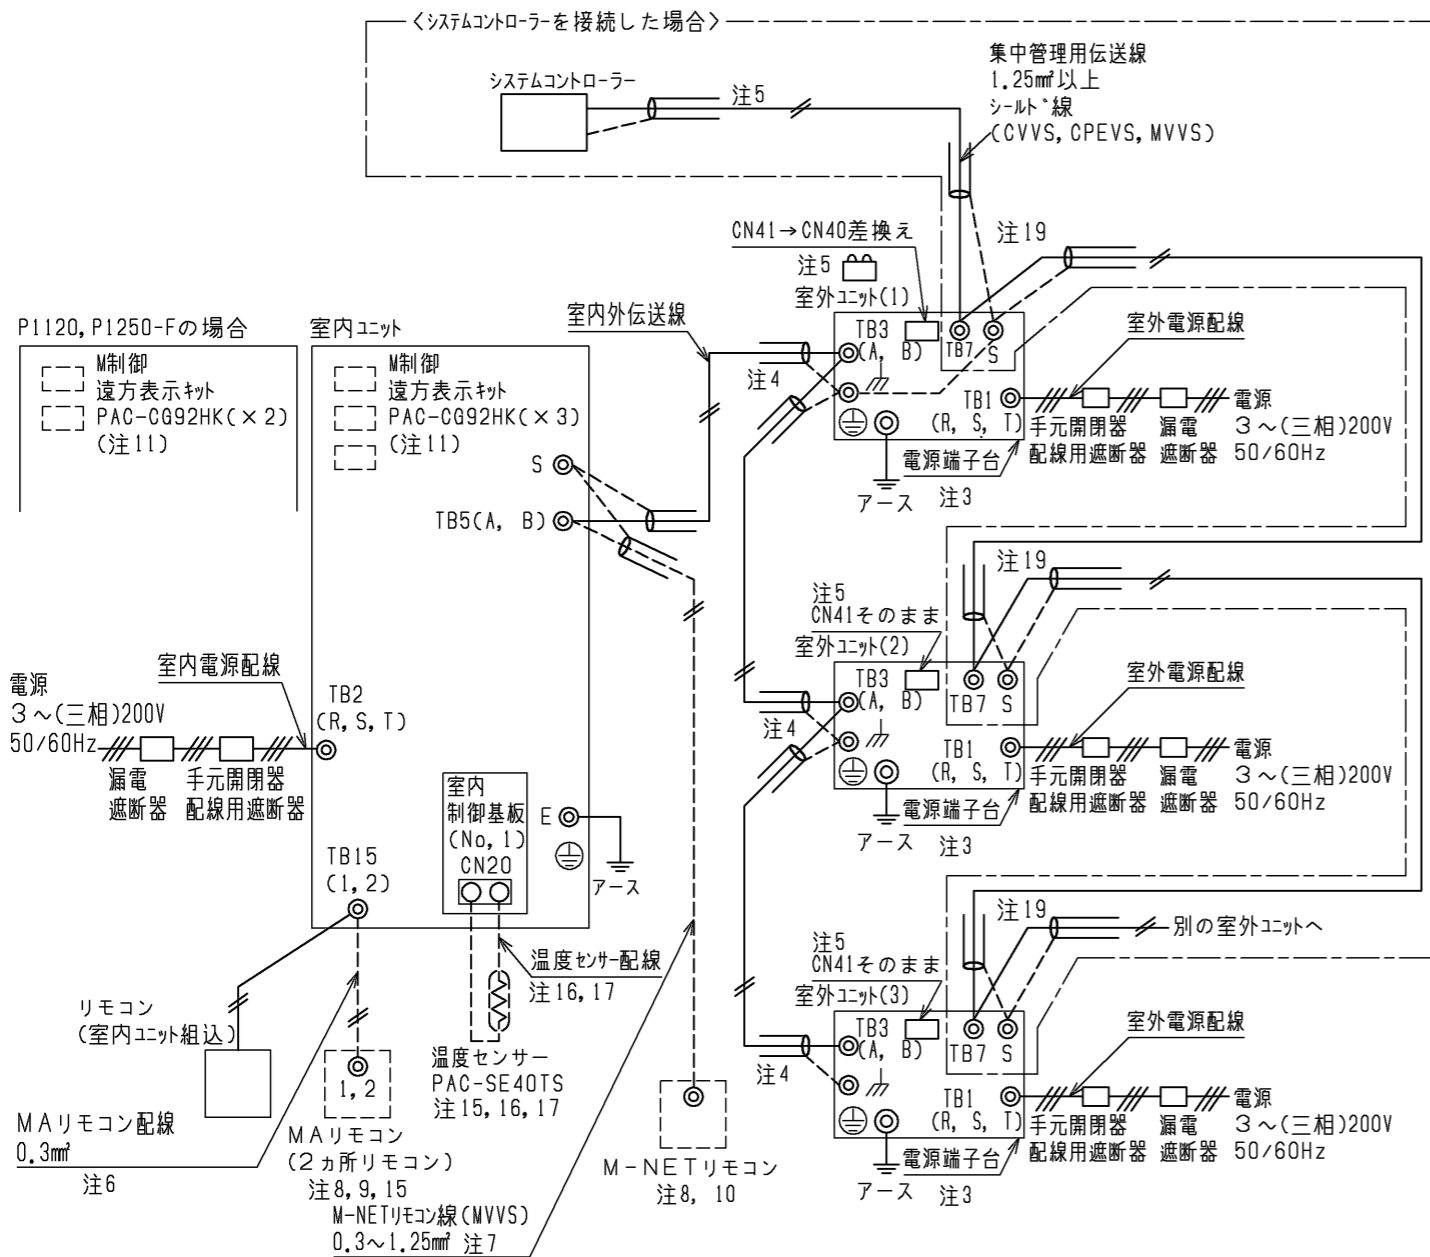 〈システムコントローラーを接続した場合〉
システムコントローラー
注5
集中管理用伝送線
1.25m㎡以上
シールド線
(CVVS, CPEVS, MVVS)
CN41→CN40差換え
注5
室外ユニット(1)
注19
TB3
(A, B)
TB7
S
TB1
(R, S, T)
室外電源配線
手元開閉器
配線用遮断器
漏電
遮断器
電源
3～(三相)200V
50/60Hz
電源端子台
注3
アース
室内外伝送線
注4
P1120, P1250-Fの場合
M制御
遠方表示キット
PAC-CG92HK(×2)
(注11)
室内ユニット
M制御
遠方表示キット
PAC-CG92HK(×3)
(注11)
S
TB5(A, B)
注19
注5
CN41そのまま
室外ユニット(2)
TB3
(A, B)
TB7
S
TB1
(R, S, T)
室外電源配線
手元開閉器
配線用遮断器
漏電
遮断器
電源
3～(三相)200V
50/60Hz
電源端子台
注3
アース
注4
電源
3～(三相)200V
50/60Hz
漏電
遮断器
手元開閉器
配線用遮断器
室内電源配線
TB2
(R, S, T)
室内
制御基板
(No,1)
CN20
E
アース
TB15
(1, 2)
温度センサー配線
注16,17
注19
別の室外ユニットへ
注5
CN41そのまま
室外ユニット(3)
TB3
(A, B)
TB7
S
TB1
(R, S, T)
室外電源配線
手元開閉器
配線用遮断器
漏電
遮断器
電源
3～(三相)200V
50/60Hz
電源端子台
注3
アース
注4
リモコン
(室内ユニット組込)
MAリモコン配線
0.3m㎡
注6
1, 2
MAリモコン
(2ヵ所リモコン)
注8,9,15
温度センサー
PAC-SE40TS
注15,16,17
M-NETリモコン
注8, 10
M-NETリモコン線(MVVS)
0.3～1.25m㎡ 注7